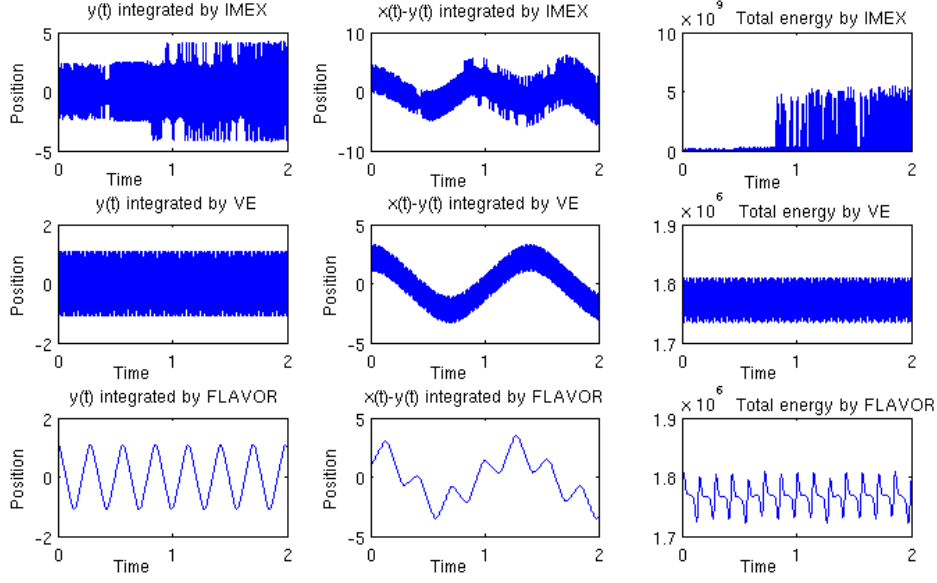 y(t) integrated by IMEX
x(t)-y(t) integrated by IMEX
× 10^9 Total energy by IMEX
Position
5
0
-5
0 1 2
Time
Position
10
0
-10
0 1 2
Time
10
5
0
0 1 2
Time
y(t) integrated by VE
x(t)-y(t) integrated by VE
× 10^6 Total energy by VE
Position
2
0
-2
0 1 2
Time
Position
5
0
-5
0 1 2
Time
1.9
1.8
1.7
0 1 2
Time
y(t) integrated by FLAVOR
x(t)-y(t) integrated by FLAVOR
× 10^6 Total energy by FLAVOR
Position
2
0
-2
0 1 2
Time
Position
5
0
-5
0 1 2
Time
1.9
1.8
1.7
0 1 2
Time